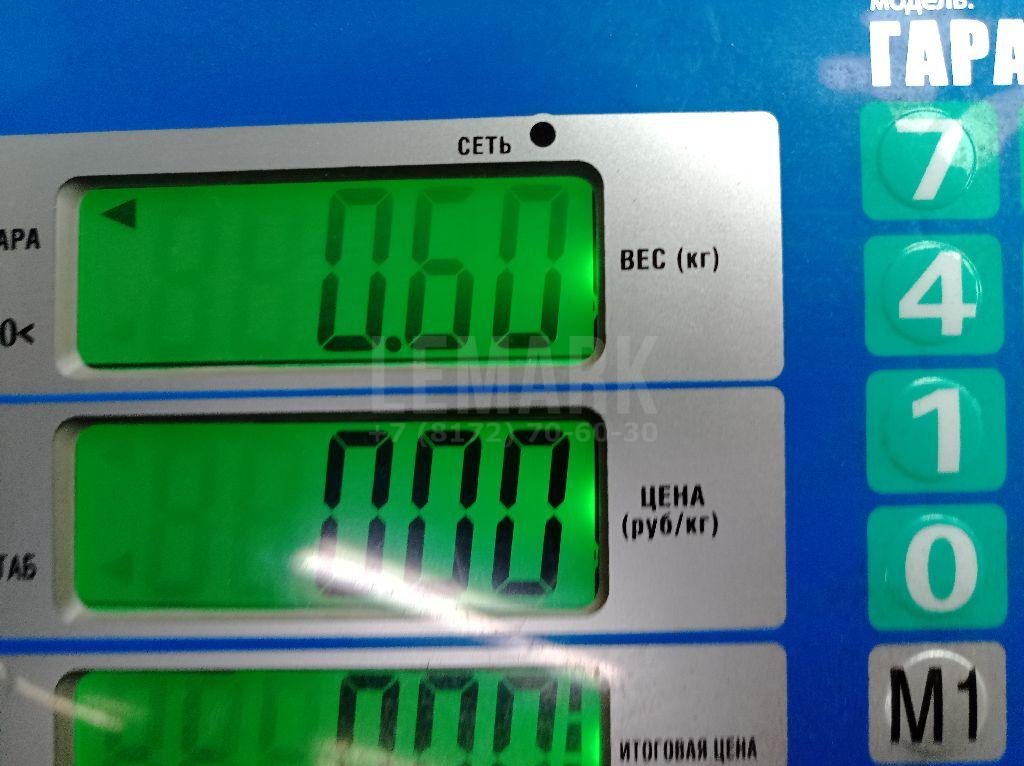 модель:
ГАРА
7
СЕТЬ
АРА
0.60
ВЕС (кг)
0<
4
LEMARK
+7 (8172) 70-60-30
1
000
ЦЕНА
(руб/кг)
ТАБ
0
000
М1
ИТОГОВАЯ ЦЕНА